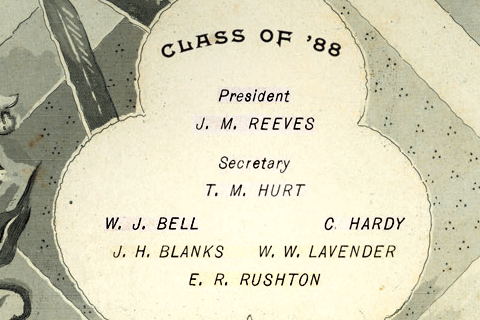 CLASS OF '88
President
J. M. REEVES
Secretary
T. M. HURT
W. J. BELL C. HARDY
J. H. BLANKS W. W. LAVENDER
E. R. RUSHTON